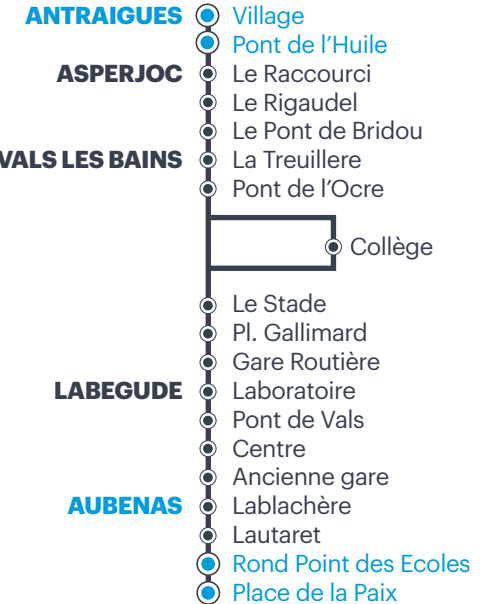 ANTRAIGUES Village
Pont de l'Huile
ASPERJOC Le Raccourci
Le Rigaudel
Le Pont de Bridou
VALS LES BAINS La Treuillere
Pont de l'Ocre
Collège
Le Stade
Pl. Gallimard
Gare Routière
LABEGUDE Laboratoire
Pont de Vals
Centre
Ancienne gare
AUBENAS Lablachère
Lautaret
Rond Point des Ecoles
Place de la Paix